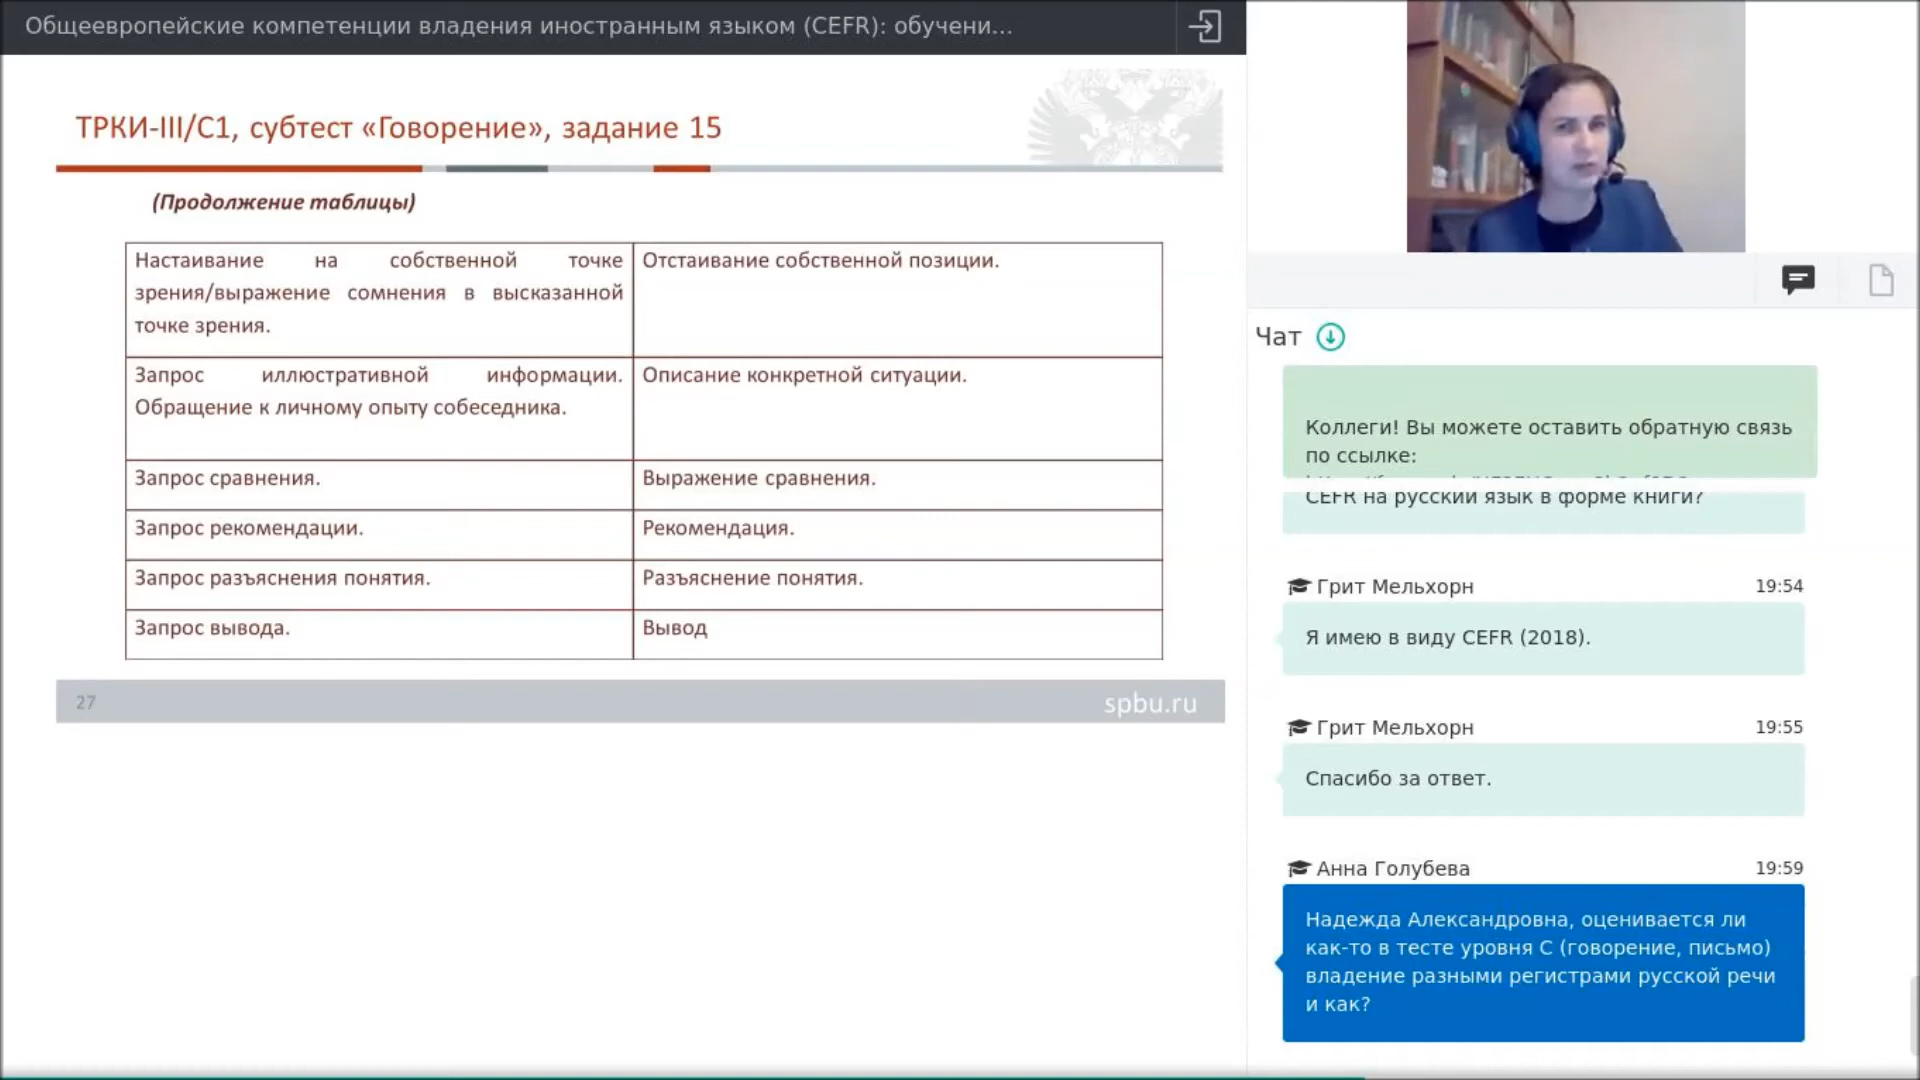 Общеевропейские компетенции владения иностранным языком (CEFR): обучени...
ТРКИ-III/С1, субтест «Говорение», задание 15
(Продолжение таблицы)
Настаивание на собственной точке
зрения/выражение сомнения в высказанной
точке зрения.
Отстаивание собственной позиции.
Запрос иллюстративной информации.
Обращение к личному опыту собеседника.
Описание конкретной ситуации.
Запрос сравнения.
Выражение сравнения.
Запрос рекомендации.
Рекомендация.
Запрос разъяснения понятия.
Разъяснение понятия.
Запрос вывода.
Вывод
27
spbu.ru
Чат
Коллеги! Вы можете оставить обратную связь
по ссылке:
CEFR на русский язык в форме книги?
Грит Мельхорн 19:54
Я имею в виду CEFR (2018).
Грит Мельхорн 19:55
Спасибо за ответ.
Анна Голубева 19:59
Надежда Александровна, оценивается ли
как-то в тесте уровня С (говорение, письмо)
владение разными регистрами русской речи
и как?